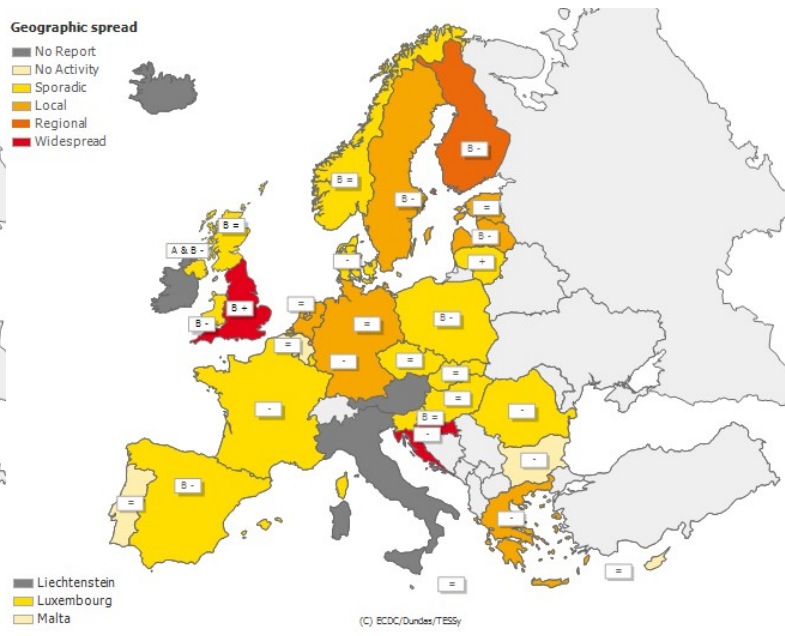 Geographic spread
No Report
No Activity
Sporadic
Local
Regional
Widespread
B -
B =
B -
=
B =
B -
A & B -
-
+
=
B +
=
B -
B -
=
=
-
=
=
-
=
-
B =
-
B -
-
=
-
=
=
Liechtenstein
Luxembourg
Malta
(C) ECDC/Dundas/TESSy